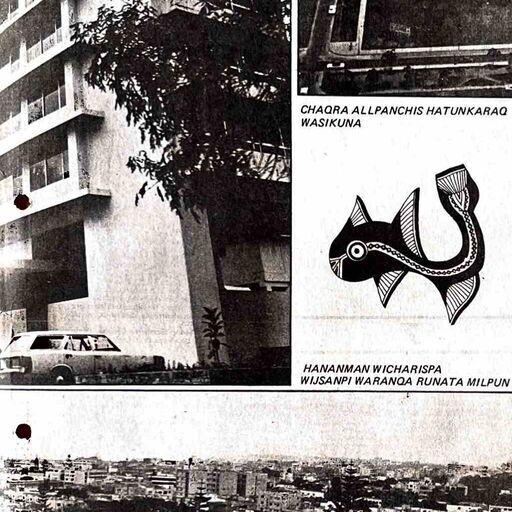 CHAQRA ALLPANCHIS HATUNKARAQ
WASIKUNA
HANANMAN WICHARISPA
WIJSANPI WARANQA RUNATA MILPUN